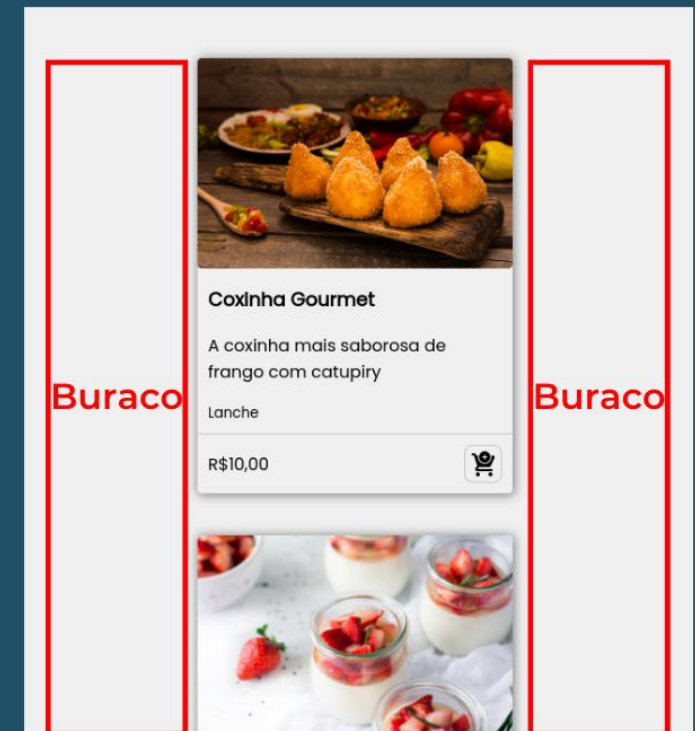 Coxinha Gourmet
A coxinha mais saborosa de
frango com catupiry
Buraco
Buraco
Lanche
R$10,00